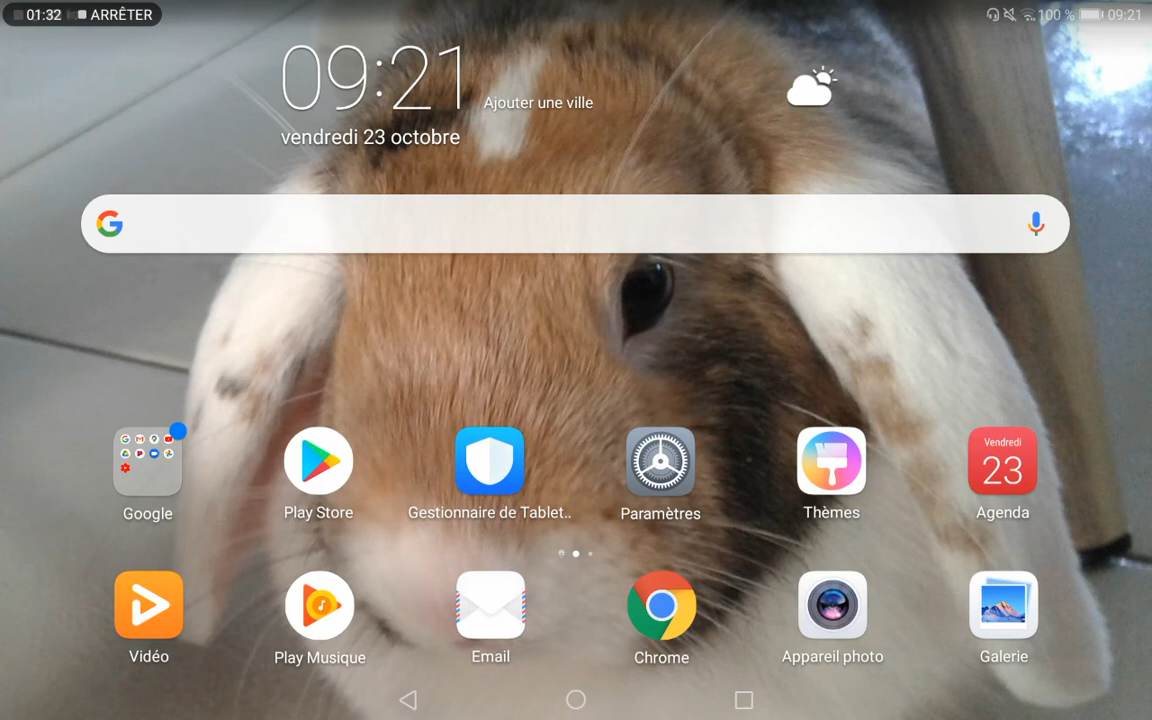 01:32 ARRÊTER
100 % 09:21
09:21
Ajouter une ville
vendredi 23 octobre
Vendredi
23
Google
Play Store
Gestionnaire de Tablet..
Paramètres
Thèmes
Agenda
Vidéo
Play Musique
Email
Chrome
Appareil photo
Galerie